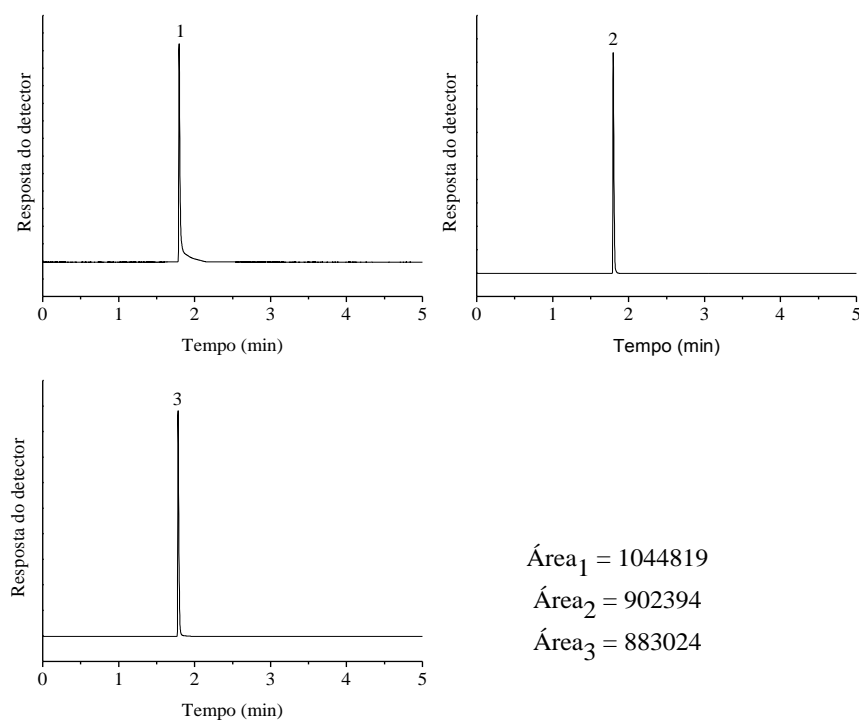 1
Resposta do detector
0 1 2 3 4 5
Tempo (min)
2
Resposta do detector
0 1 2 3 4 5
Tempo (min)
3
Resposta do detector
0 1 2 3 4 5
Tempo (min)
Área1 = 1044819
Área2 = 902394
Área3 = 883024